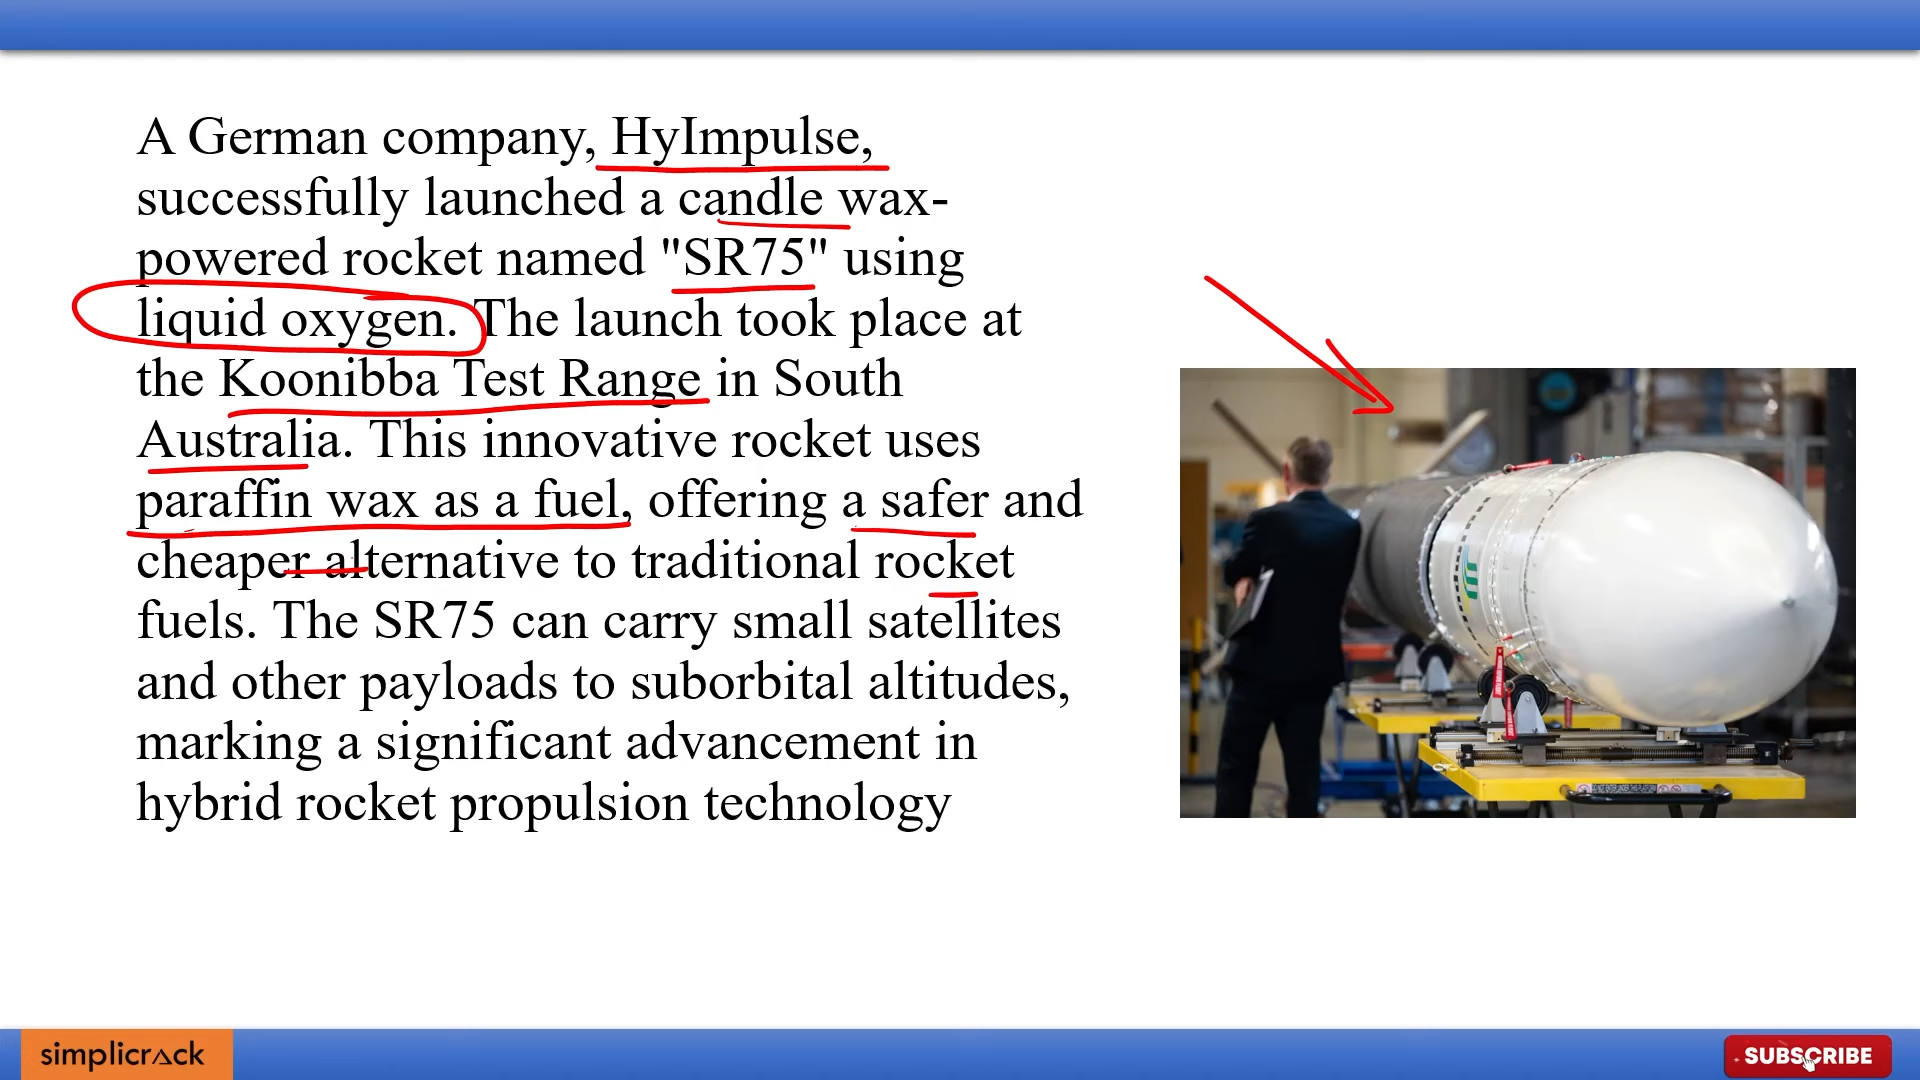 A German company, HyImpulse,
successfully launched a candle wax-
powered rocket named "SR75" using
liquid oxygen. The launch took place at
the Koonibba Test Range in South
Australia. This innovative rocket uses
paraffin wax as a fuel, offering a safer and
cheaper alternative to traditional rocket
fuels. The SR75 can carry small satellites
and other payloads to suborbital altitudes,
marking a significant advancement in
hybrid rocket propulsion technology
simplicrack
SUBSCRIBE